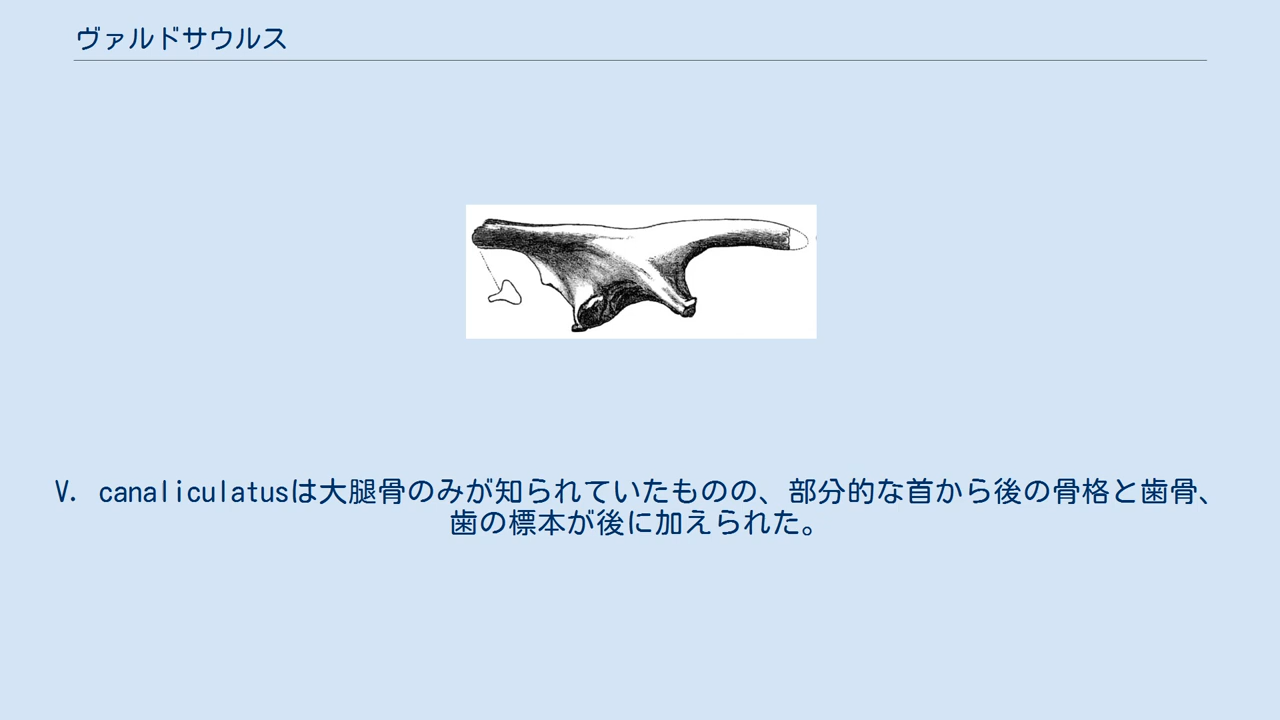 ヴァルドサウルス
V. canaliculatusは大腿骨のみが知られていたものの、部分的な首から後の骨格と歯骨、
歯の標本が後に加えられた。